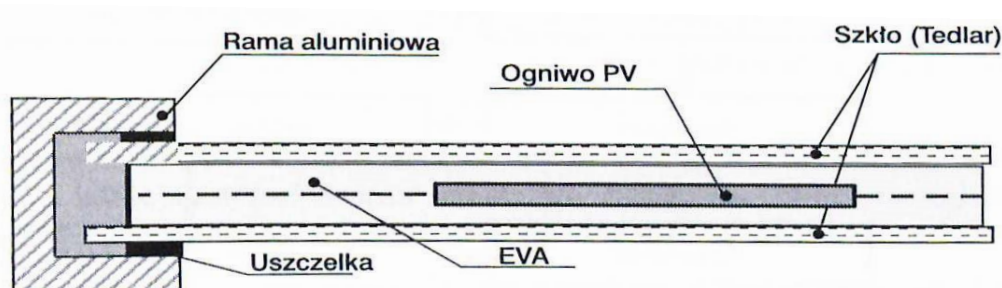 Rama aluminiowa
Szkło (Tedlar)
Ogniwo PV
Uszczelka
EVA